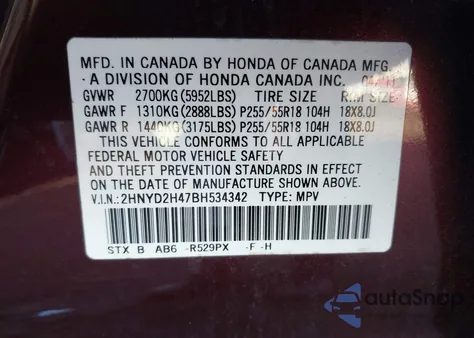 MFD. IN CANADA BY HONDA OF CANADA MFG.
- A DIVISION OF HONDA CANADA INC.
GVWR 2700KG(5952LBS) TIRE SIZE RIM SIZE
GAWR F 1310KG(2888LBS) P255/55R18 104H 18X8.0J
GAWR R 1440KG(3175LBS) P255/55R18 104H 18X8.0J
THIS VEHICLE CONFORMS TO ALL APPLICABLE
FEDERAL MOTOR VEHICLE SAFETY
AND THEFT PREVENTION STANDARDS IN EFFECT
ON THE DATE OF MANUFACTURE SHOWN ABOVE.
V.I.N.: 2HNYD2H47BH534342 TYPE: MPV
STX B AB6 -R529PX -F -H
autoSnap